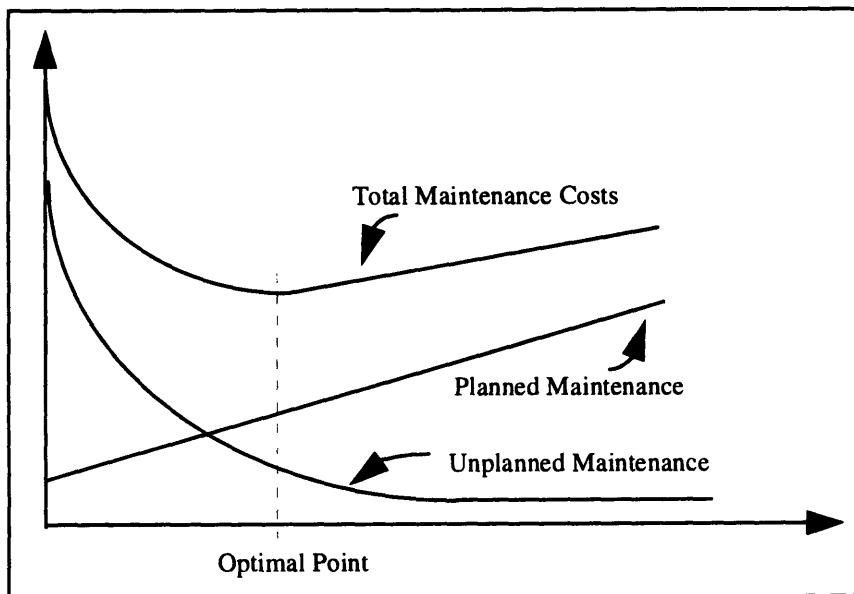 Total Maintenance Costs
Planned Maintenance
Unplanned Maintenance
Optimal Point